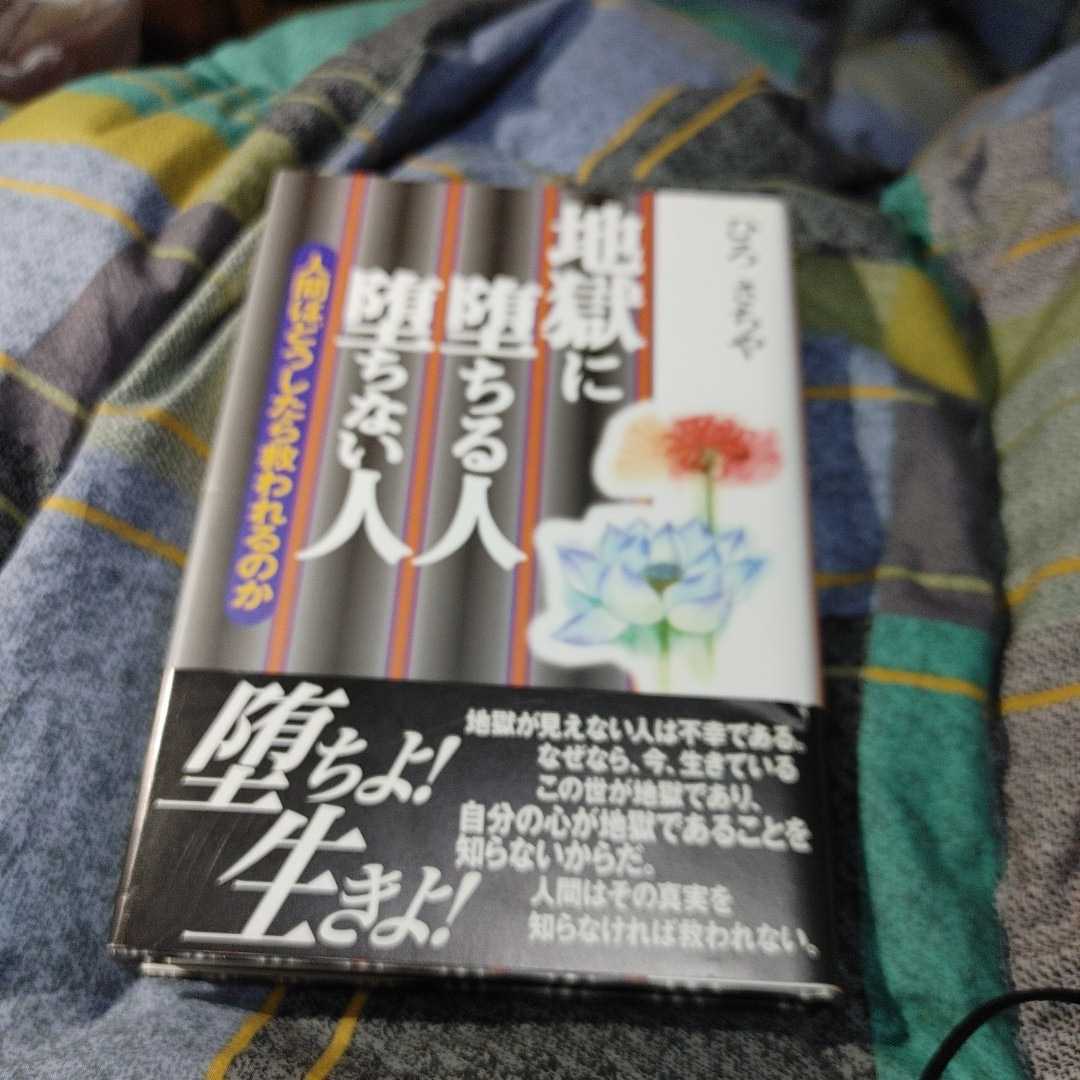 ひろ さちや
地獄に
堕ちる人
堕ちない人
人間はどうしたら救われるのか
堕ちよ!
生きよ!
地獄が見えない人は不幸である、
なぜなら、今、生きている
この世が地獄であり、
自分の心が地獄であることを
知らないからだ。
人間はその真実を
知らなければ救われない。